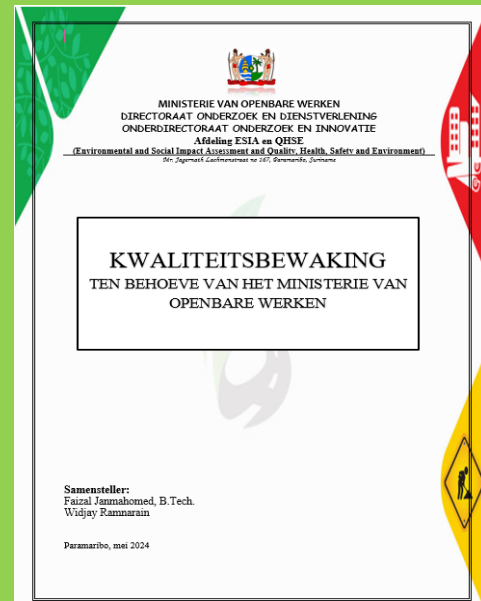 MINISTERIE VAN OPENBARE WERKEN
DIRECTORAAT ONDERZOEK EN DIENSTVERLENING
ONDERDIRECTORAAT ONDERZOEK EN INNOVATIE
Afdeling ESIA en QHSE
(Environmental and Social Impact Assessment and Quality, Health, Safety and Environment)
Mr. Jagernath Lachmonstraat no 167, Paramaribo, Suriname
KWALITEITSBEWAKING
TEN BEHOEVE VAN HET MINISTERIE VAN
OPENBARE WERKEN
Samensteller:
Faizal Janmahomed, B.Tech.
Widjay Ramnarain
Paramaribo, mei 2024